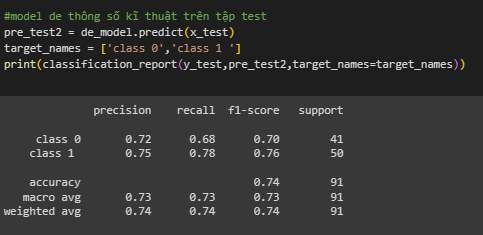 #model de thông số kĩ thuật trên tập test
pre_test2 = de_model.predict(x_test)
target_names = ['class 0','class 1 ']
print(classification_report(y_test,pre_test2,target_names=target_names))
precision recall f1-score support
class 0 0.72 0.68 0.70 41
class 1 0.75 0.78 0.76 50
accuracy 0.74 91
macro avg 0.73 0.73 0.73 91
weighted avg 0.74 0.74 0.74 91